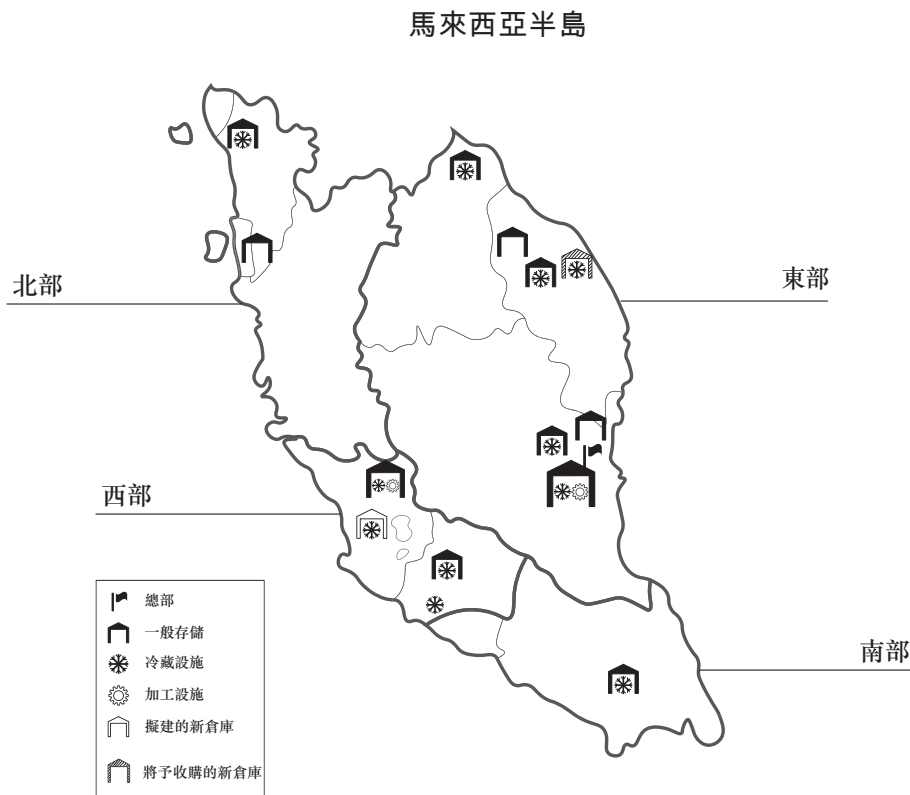 馬來西亞半島
北部
東部
西部
南部
總部
一般存儲
冷藏設施
加工設施
擬建的新倉庫
將予收購的新倉庫